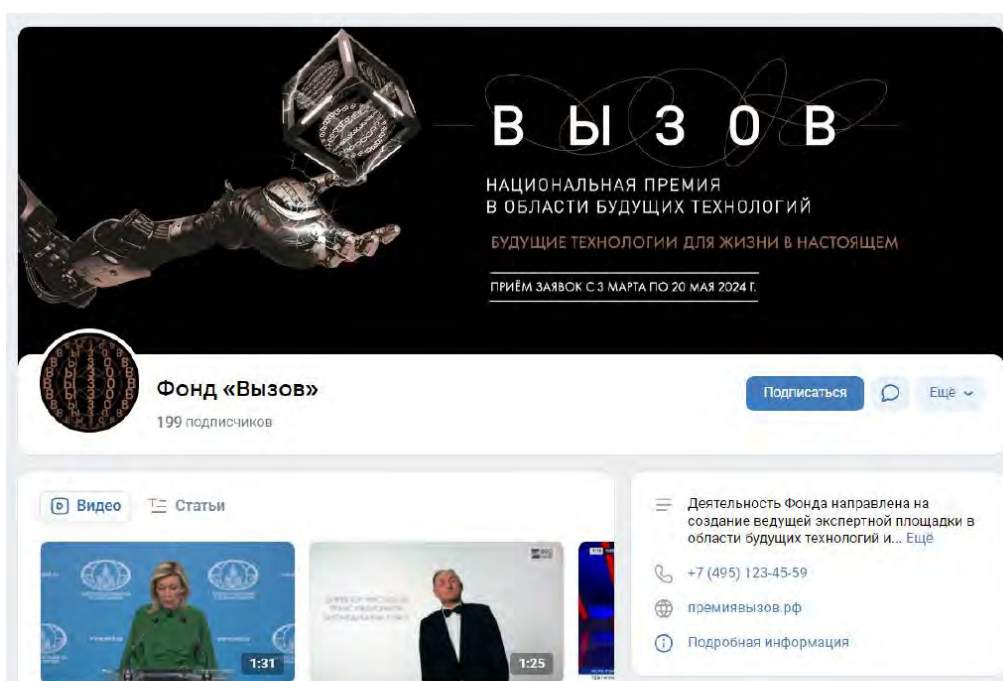 ВЫЗОВ
НАЦИОНАЛЬНАЯ ПРЕМИЯ
В ОБЛАСТИ БУДУЩИХ ТЕХНОЛОГИЙ
БУДУЩИЕ ТЕХНОЛОГИИ ДЛЯ ЖИЗНИ В НАСТОЯЩЕМ
ПРИЁМ ЗАЯВОК С 3 МАРТА ПО 20 МАЯ 2024 Г.
Фонд «Вызов»
199 подписчиков
Подписаться
Ещё
Видео
Статьи
1:31
1:25
Деятельность Фонда направлена на
создание ведущей экспертной площадки в
области будущих технологий и... Ещё
+7 (495) 123-45-59
премиявызов.рф
Подробная информация